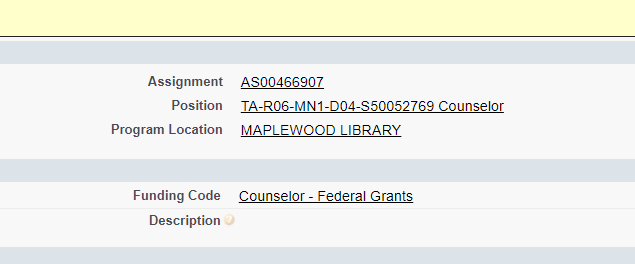 Assignment AS00466907
Position TA-R06-MN1-D04-S50052769 Counselor
Program Location MAPLEWOOD LIBRARY
Funding Code Counselor - Federal Grants
Description